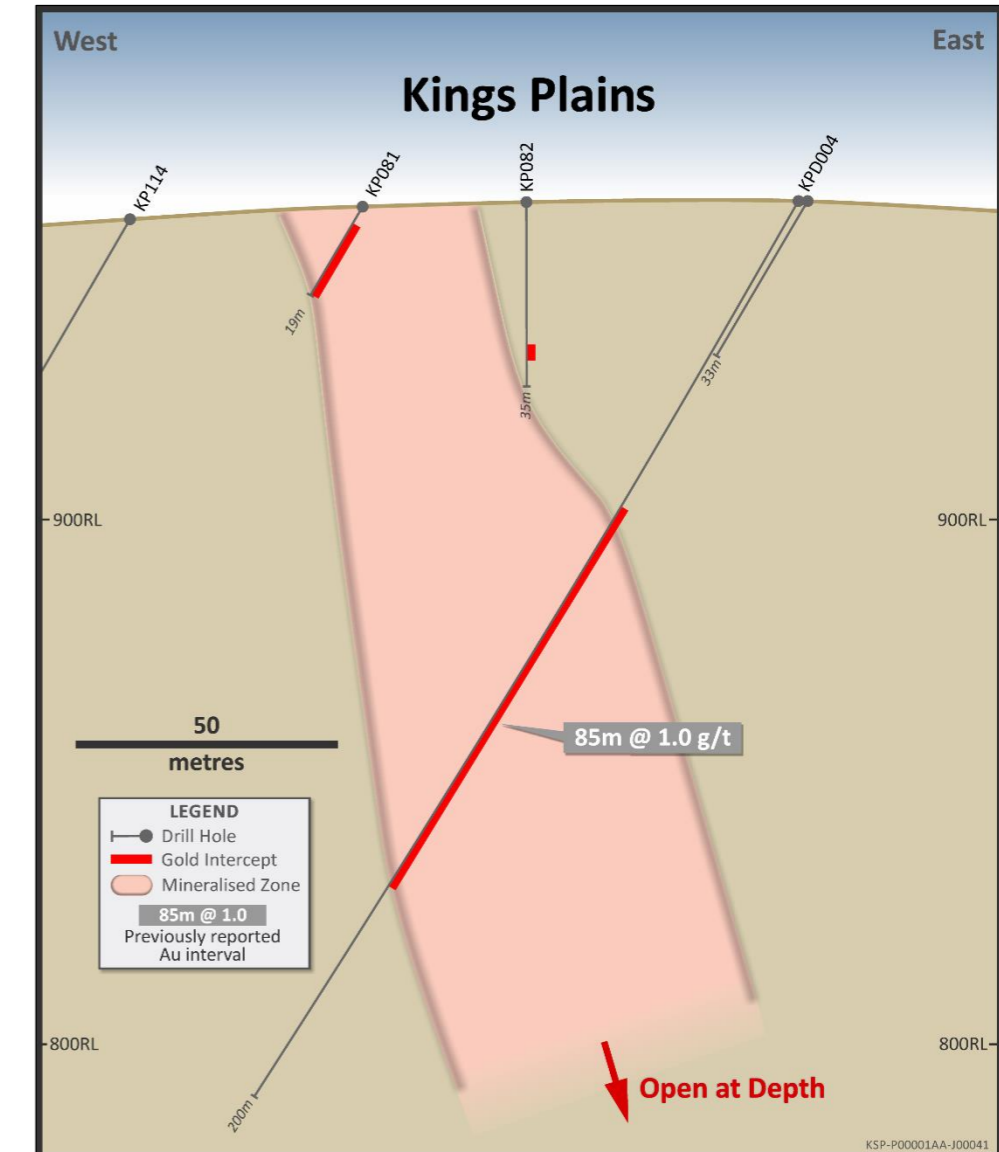 West
East
Kings Plains
KP114
KP081
KP082
KPD004
19m
35m
33m
900RL
900RL
85m @ 1.0 g/t
50
metres
LEGEND
Drill Hole
Gold Intercept
Mineralised Zone
85m @ 1.0
Previously reported
Au interval
800RL
800RL
Open at Depth
200m
KSP-P00001AA-J00041